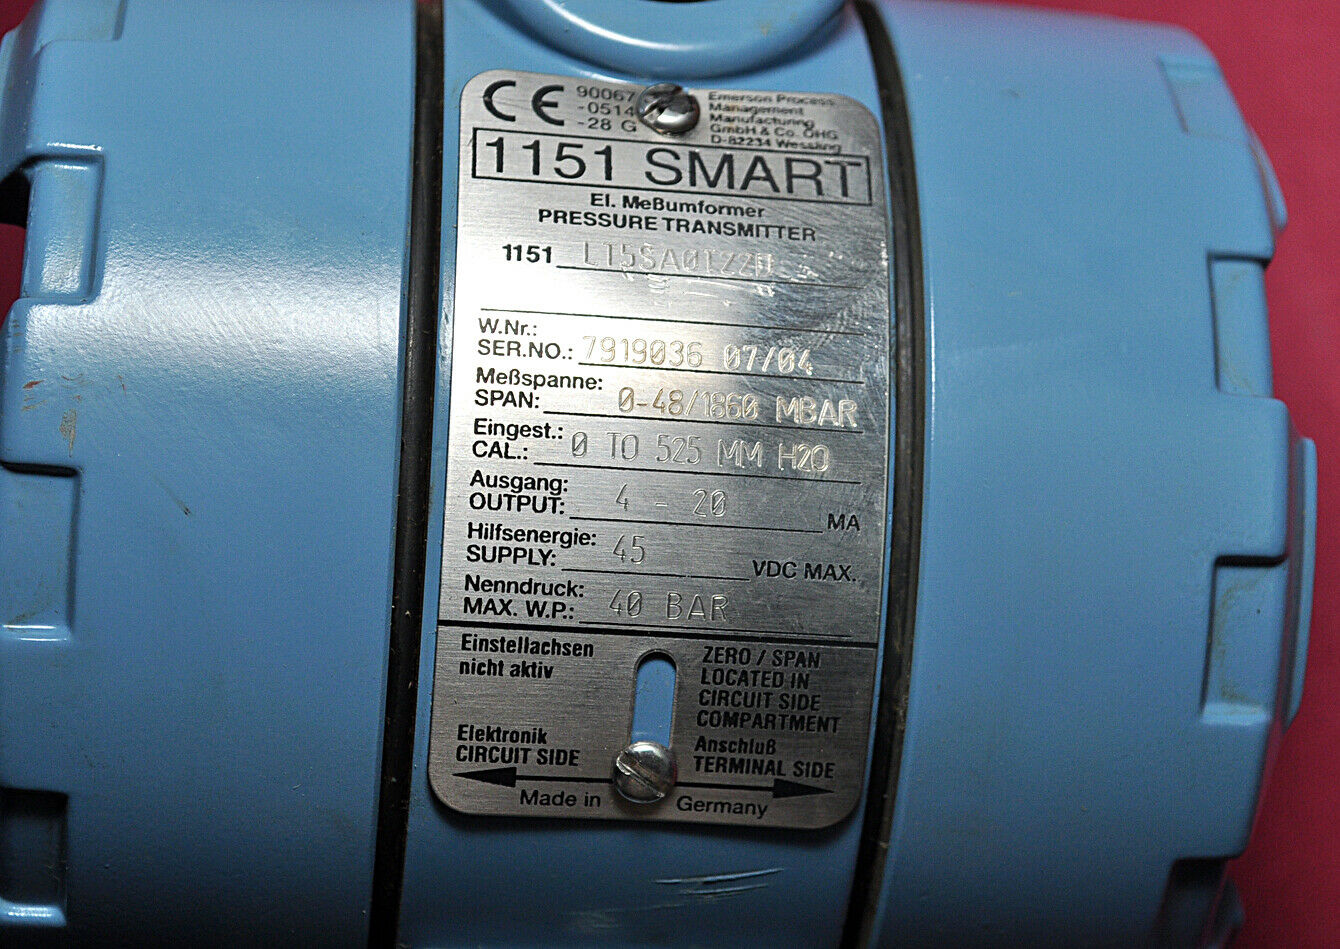 CE
90067
-0514
-28 G
Emerson Process
Management
Manufacturing
GmbH & Co. OHG
D-82234 Wessling
1151 SMART
El. Meßumformer
PRESSURE TRANSMITTER
1151
W.Nr.:
SER.NO.: 7919036 07/04
Meßspanne:
SPAN: 0-48/1860 MBAR
Eingest.:
CAL.: 0 TO 525 MM H2O
Ausgang:
OUTPUT: 4 - 20 MA
Hilfsenergie:
SUPPLY: 45 VDC MAX.
Nenndruck:
MAX. W.P.: 40 BAR
Einstellachsen
nicht aktiv
ZERO / SPAN
LOCATED IN
CIRCUIT SIDE
COMPARTMENT
Elektronik
CIRCUIT SIDE
Anschluß
TERMINAL SIDE
Made in Germany